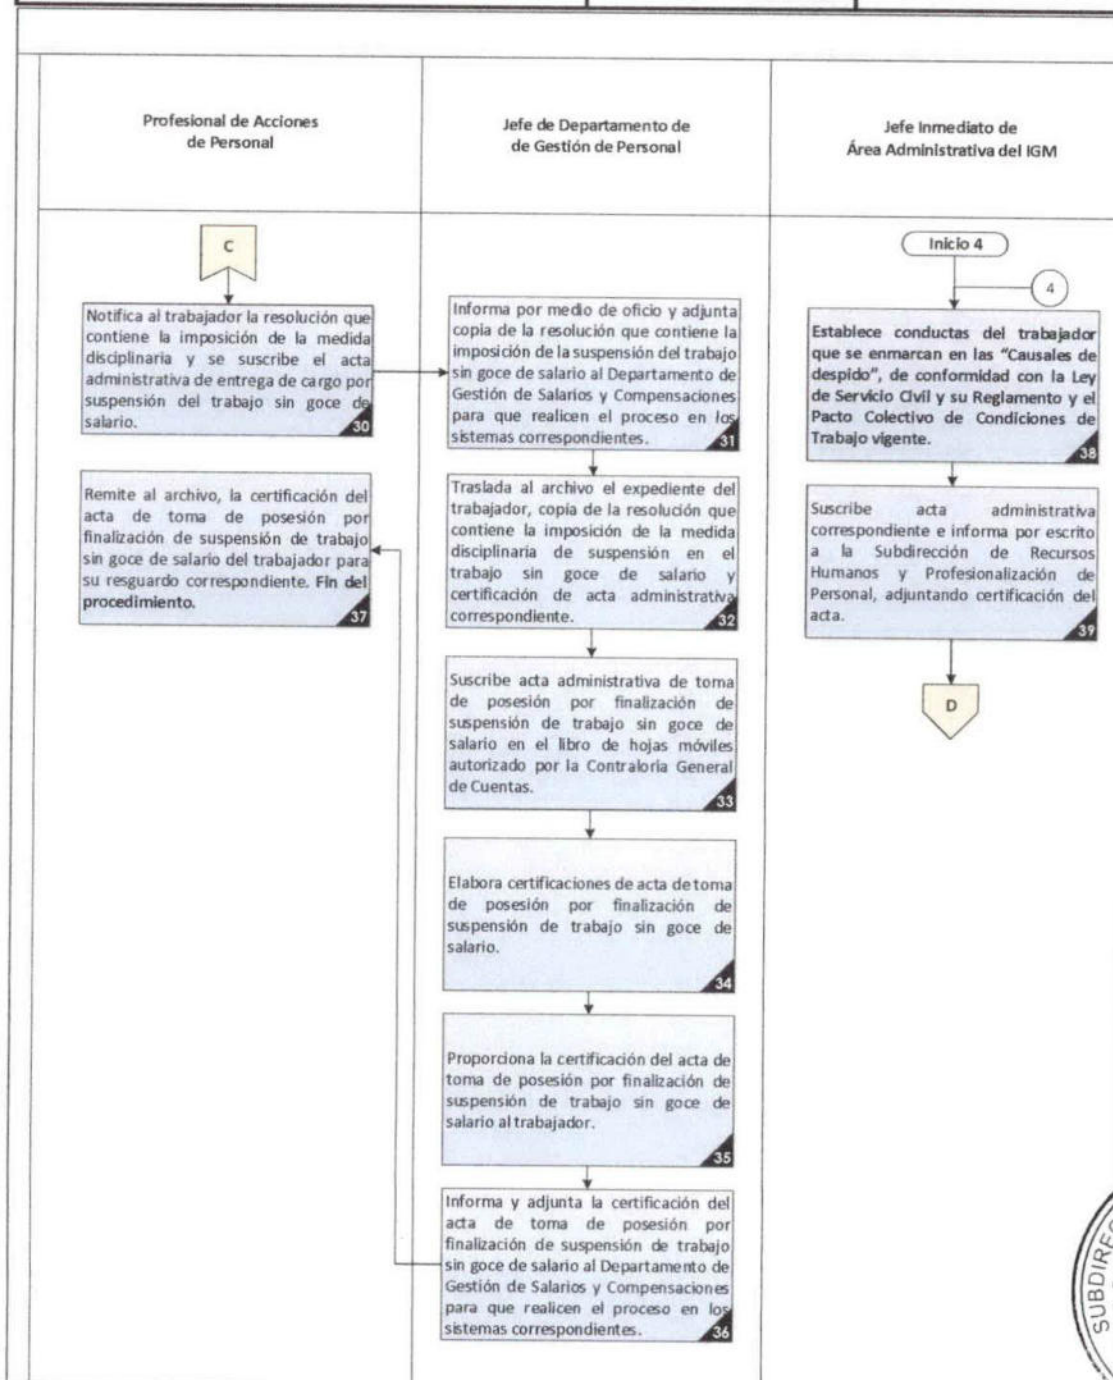 Profesional de Acciones
de Personal
Jefe de Departamento de
de Gestión de Personal
Jefe Inmediato de
Área Administrativa del IGM
C
Notifica al trabajador la resolución que
contiene la imposición de la medida
disciplinaria y se suscribe el acta
administrativa de entrega de cargo por
suspensión del trabajo sin goce de
salario.
30
Remite al archivo, la certificación del
acta de toma de posesión por
finalización de suspensión de trabajo
sin goce de salario del trabajador para
su resguardo correspondiente. Fin del
procedimiento.
37
Informa por medio de oficio y adjunta
copia de la resolución que contiene la
imposición de la suspensión del trabajo
sin goce de salario al Departamento de
Gestión de Salarios y Compensaciones
para que realicen el proceso en los
sistemas correspondientes.
31
Traslada al archivo el expediente del
trabajador, copia de la resolución que
contiene la imposición de la medida
disciplinaria de suspensión en el
trabajo sin goce de salario y
certificación de acta administrativa
correspondiente.
32
Suscribe acta administrativa de toma
de posesión por finalización de
suspensión de trabajo sin goce de
salario en el libro de hojas móviles
autorizado por la Contraloría General
de Cuentas.
33
Elabora certificaciones de acta de toma
de posesión por finalización de
suspensión de trabajo sin goce de
salario.
34
Proporciona la certificación del acta de
toma de posesión por finalización de
suspensión de trabajo sin goce de
salario al trabajador.
35
Informa y adjunta la certificación del
acta de toma de posesión por
finalización de suspensión de trabajo
sin goce de salario al Departamento de
Gestión de Salarios y Compensaciones
para que realicen el proceso en los
sistemas correspondientes.
36
Inicio 4
4
Establece conductas del trabajador
que se enmarcan en las “Causales de
despido”, de conformidad con la Ley
de Servicio Civil y su Reglamento y el
Pacto Colectivo de Condiciones de
Trabajo vigente.
38
Suscribe acta administrativa
correspondiente e informa por escrito
a la Subdirección de Recursos
Humanos y Profesionalización de
Personal, adjuntando certificación del
acta.
39
D